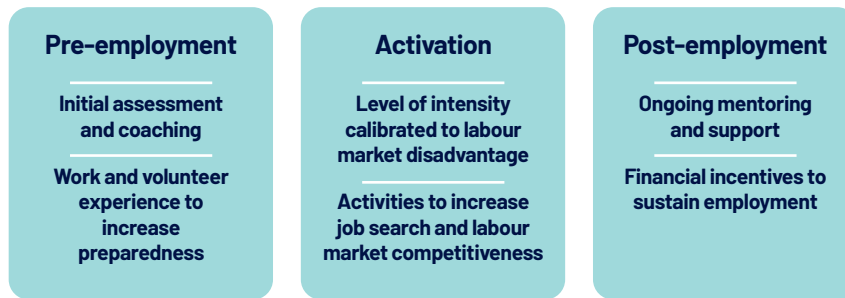 Pre-employment
Initial assessment
and coaching
Work and volunteer
experience to
increase
preparedness
Activation
Level of intensity
calibrated to labour
market disadvantage
Activities to increase
job search and labour
market competitiveness
Post-employment
Ongoing mentoring
and support
Financial incentives to
sustain employment